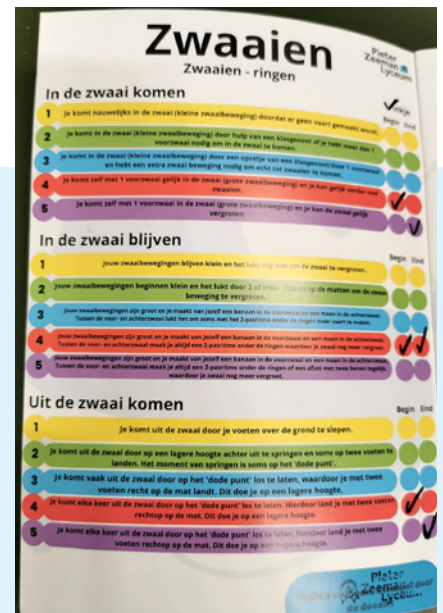 Zwaaien
Zwaaien - ringen
Pieter
Zeeman
Lyceum
In de zwaai komen
Begin Eind
1 Je komt nauwelijks in de zwaai (kleine zwaaibeweging) doordat er geen vaart gemaakt wordt.
2 Je komt in de zwaai (kleine zwaaibeweging) door hulp van een klasgenoot of je hebt meer dan 1
voorzwaai nodig om in de zwaai te komen.
3 Je komt in de zwaai (kleine zwaaibeweging) door een opzetje van een klasgenoot/door 1 voorzwaai
en hebt een extra zwaai beweging nodig om echt tot zwaaien te komen.
4 Je komt zelf met 1 voorzwaai gelijk in de zwaai (grote zwaaibeweging) en je kan gelijk verder met
zwaaien.
5 Je komt zelf met 1 voorzwaai gelijk in de zwaai (grote zwaaibeweging) en je kan de zwaai gelijk
vergroten.
In de zwaai blijven
Begin Eind
1 Jouw zwaaibewegingen blijven klein en het lukt nog niet om de zwaai te vergroten.
2 Jouw zwaaibewegingen beginnen klein en het lukt door 2 of meer op de matten om de zwaai
beweging te vergroten.
3 Jouw zwaaibewegingen zijn groot en je maakt van jezelf een banaan in de voorzwaai en een maan in de achterzwaai.
Tussen de voor- en achterzwaai lukt het om soms met het 3-pasritme onder de ringen meer vaart te maken.
4 Jouw zwaaibewegingen zijn groot en je maakt van jezelf een banaan in de voorzwaai en een maan in de achterzwaai.
Tussen de voor- en achterzwaai maak je altijd een 3-pasritme onder de ringen waardoor je zwaai nog meer vergroot.
5 Jouw zwaaibewegingen zijn groot en je maakt van jezelf een banaan in de voorzwaai en een maan in de achterzwaai.
Tussen de voor- en achterzwaai maak je altijd een 3-pasritme onder de ringen of een afzet met twee benen tegelijk,
waardoor je zwaai nog meer vergroot.
Uit de zwaai komen
Begin Eind
1 Je komt uit de zwaai door je voeten over de grond te slepen.
2 Je komt uit de zwaai door op een lagere hoogte achter uit te springen en soms op twee voeten te
landen. Het moment van springen is soms op het 'dode punt'.
3 Je komt vaak uit de zwaai door op het 'dode punt' los te laten, waardoor je met twee
voeten recht op de mat landt. Dit doe je op een lagere hoogte.
4 Je komt elke keer uit de zwaai door op het 'dode punt' los te laten. Hierdoor land je met twee voeten
rechtop op de mat. Dit doe je op een lagere hoogte.
5 Je komt elke keer uit de zwaai door op het 'dode punt' los te laten, hierdoor land je met twee
voeten rechtop op de mat. Dit doe je op een hogere hoogte.
Pieter
Zeeman
Lyceum
door
de docent